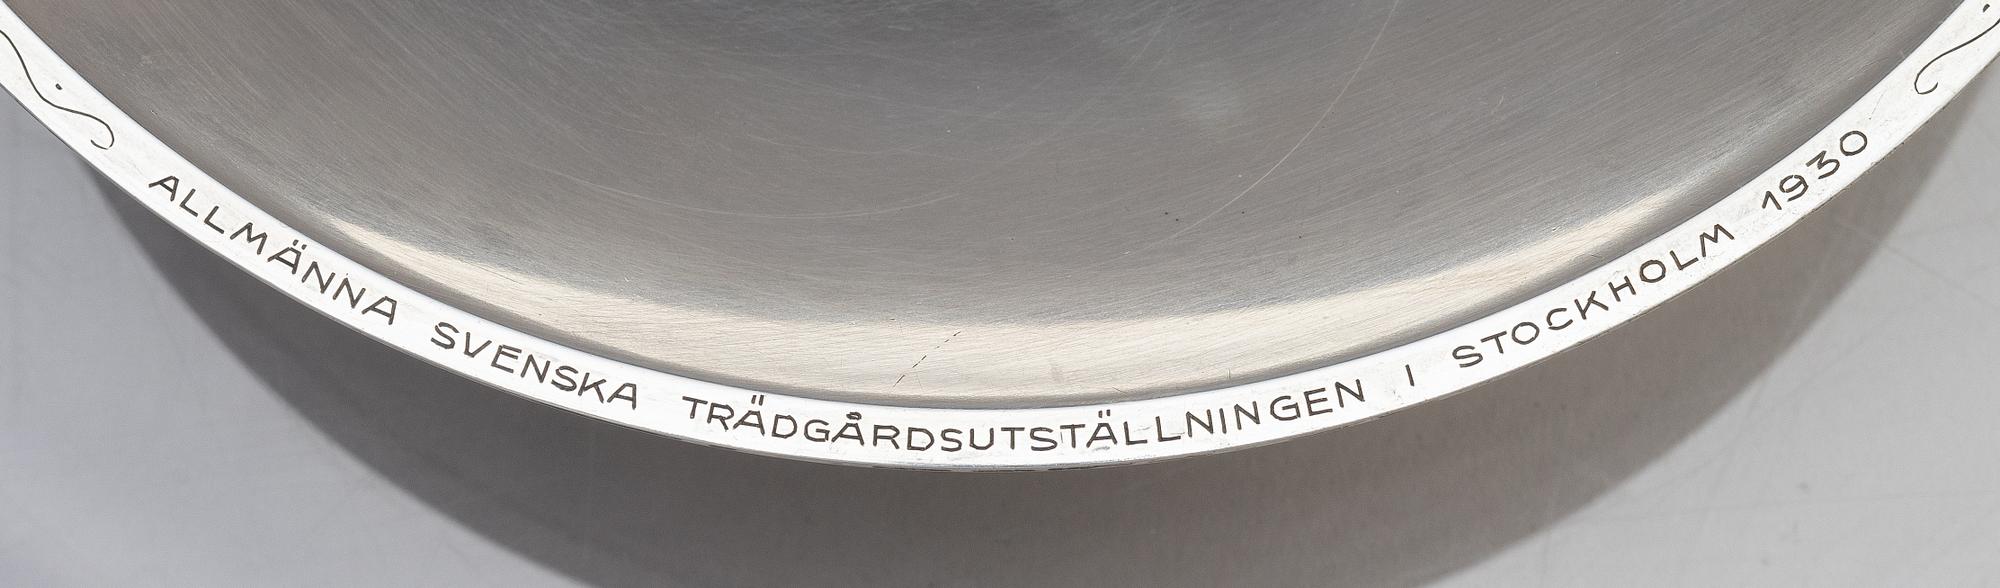 ALLMÄNNA SVENSKA TRÄDGÅRDSUTSTÄLLNINGEN I STOCKHOLM 1930